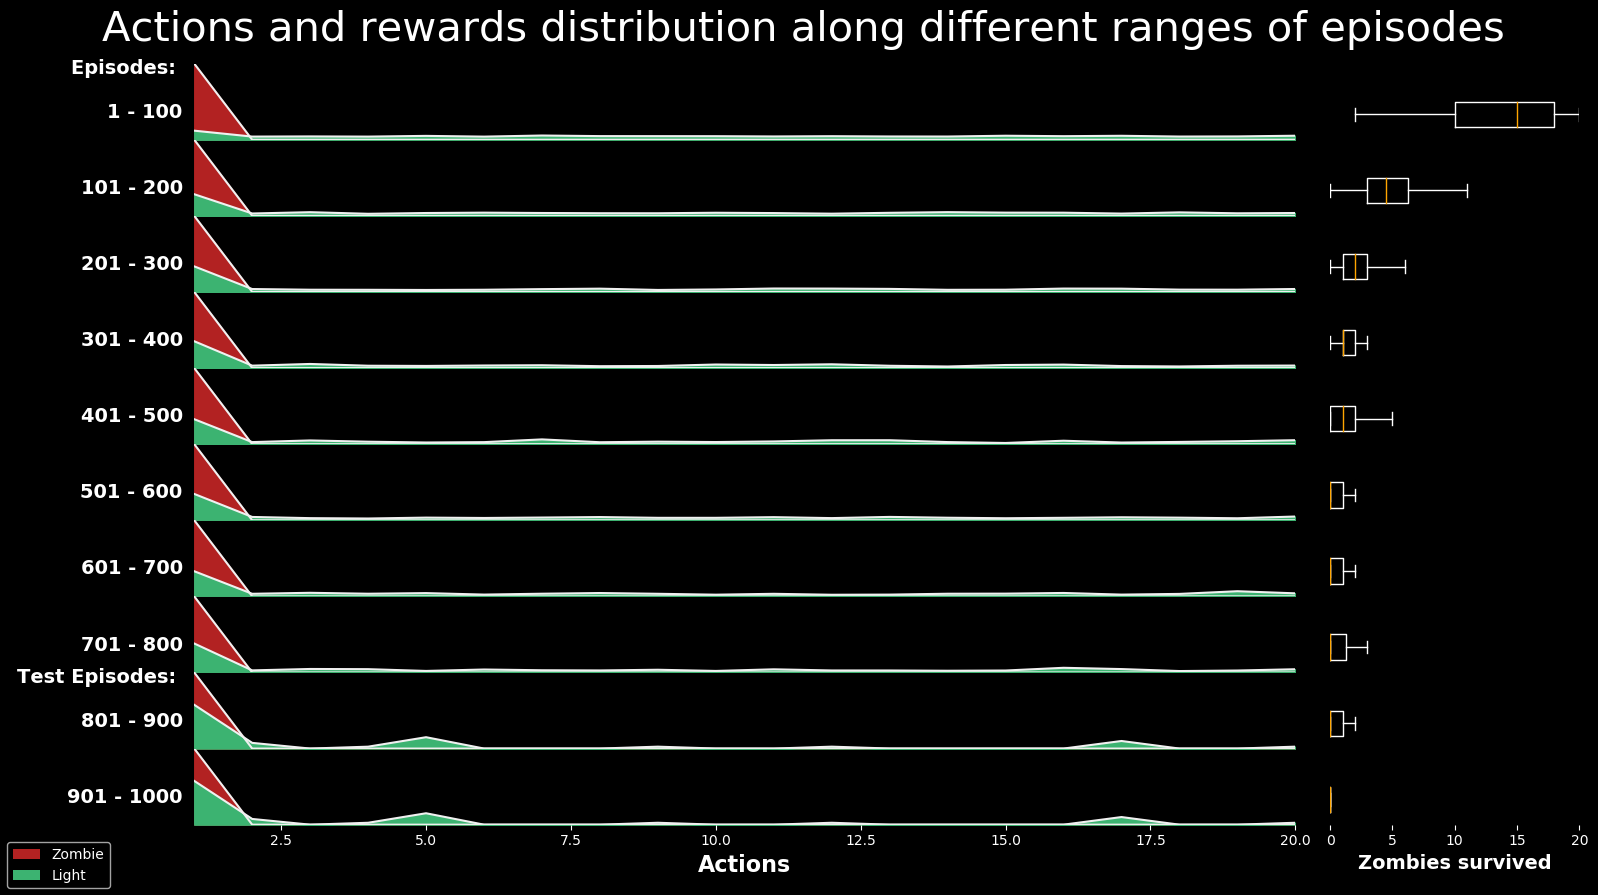 Actions and rewards distribution along different ranges of episodes
Episodes:
1 - 100
101 - 200
201 - 300
301 - 400
401 - 500
501 - 600
601 - 700
701 - 800
Test Episodes:
801 - 900
901 - 1000
2.5 5.0 7.5 10.0 12.5 15.0 17.5 20.0 0 5 10 15 20
Actions Zombies survived
Zombie
Light